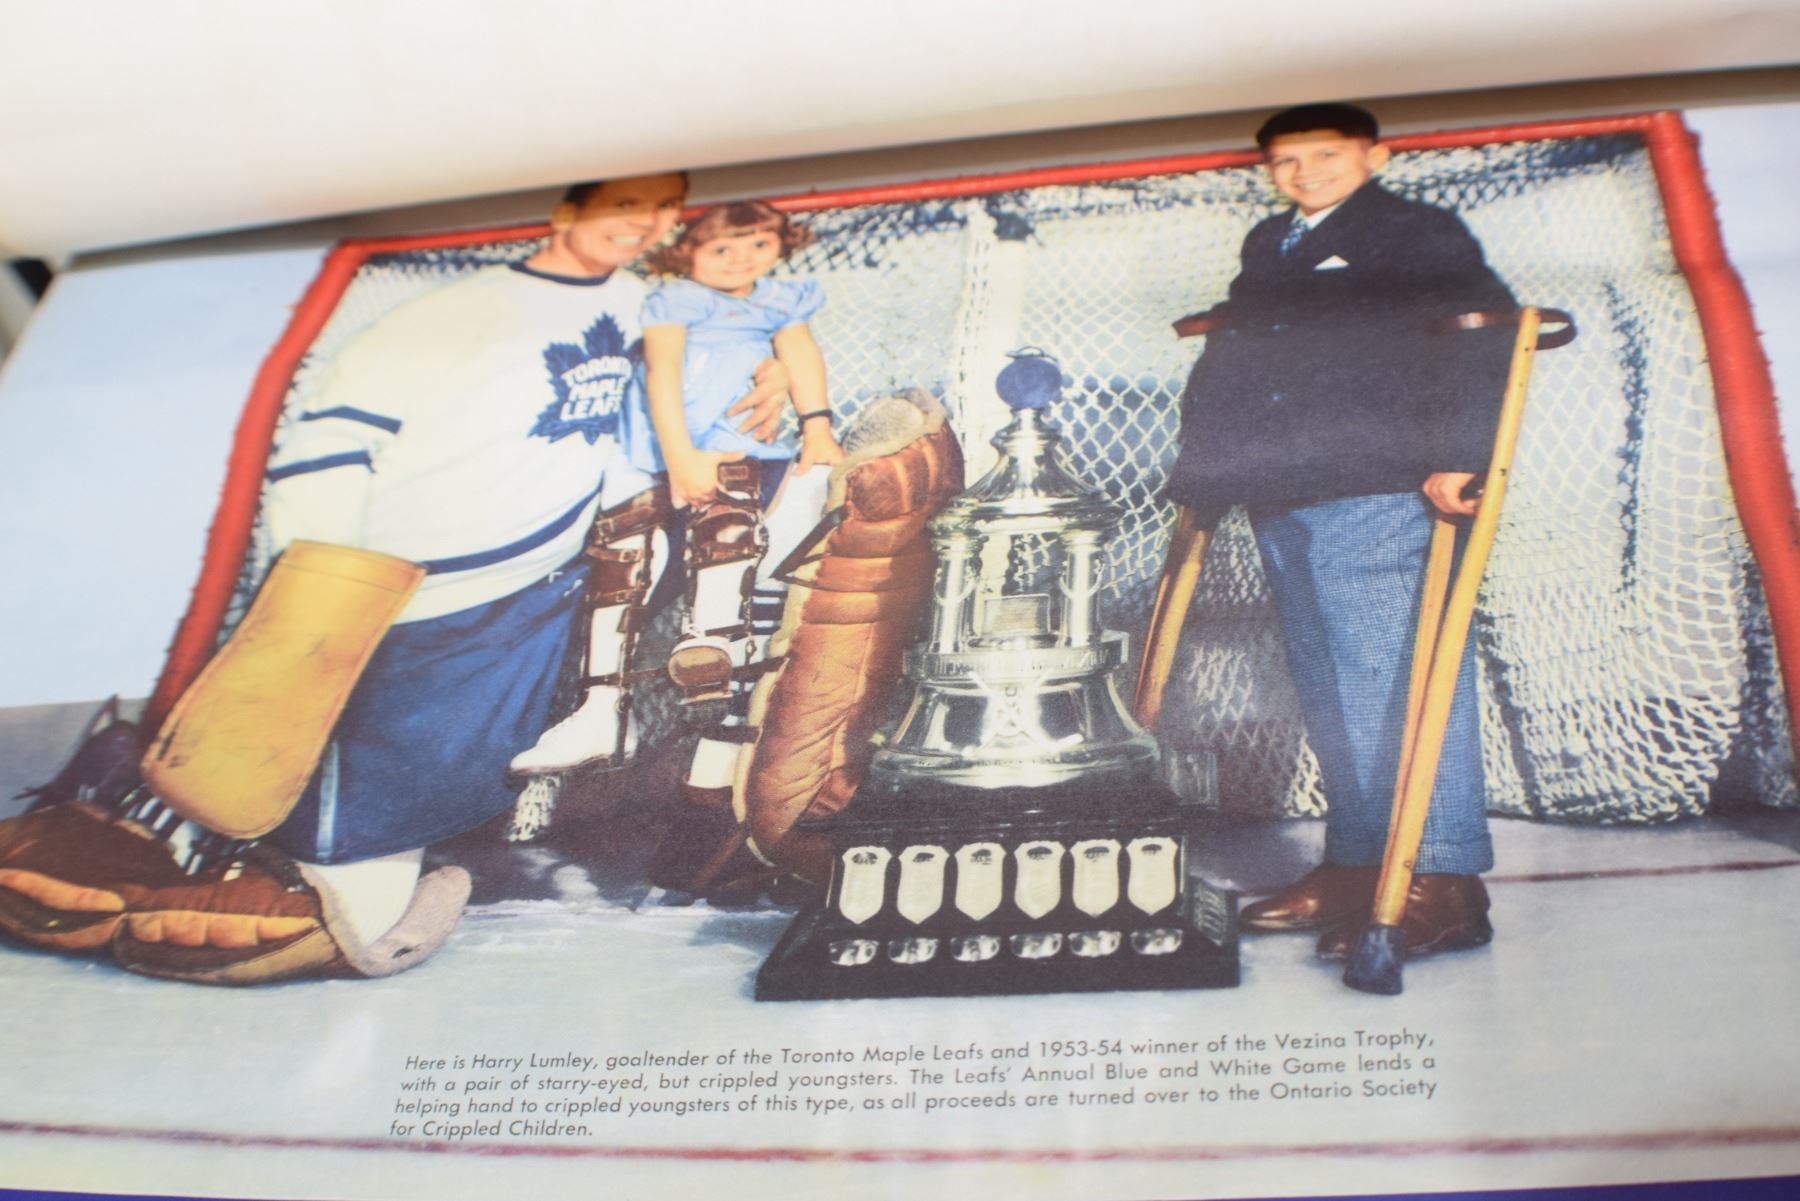 TORONTO
MAPLE
LEAFS
Here is Harry Lumley, goaltender of the Toronto Maple Leafs and 1953-54 winner of the Vezina Trophy,
with a pair of starry-eyed, but crippled youngsters. The Leafs' Annual Blue and White Game lends a
helping hand to crippled youngsters of this type, as all proceeds are turned over to the Ontario Society
for Crippled Children.